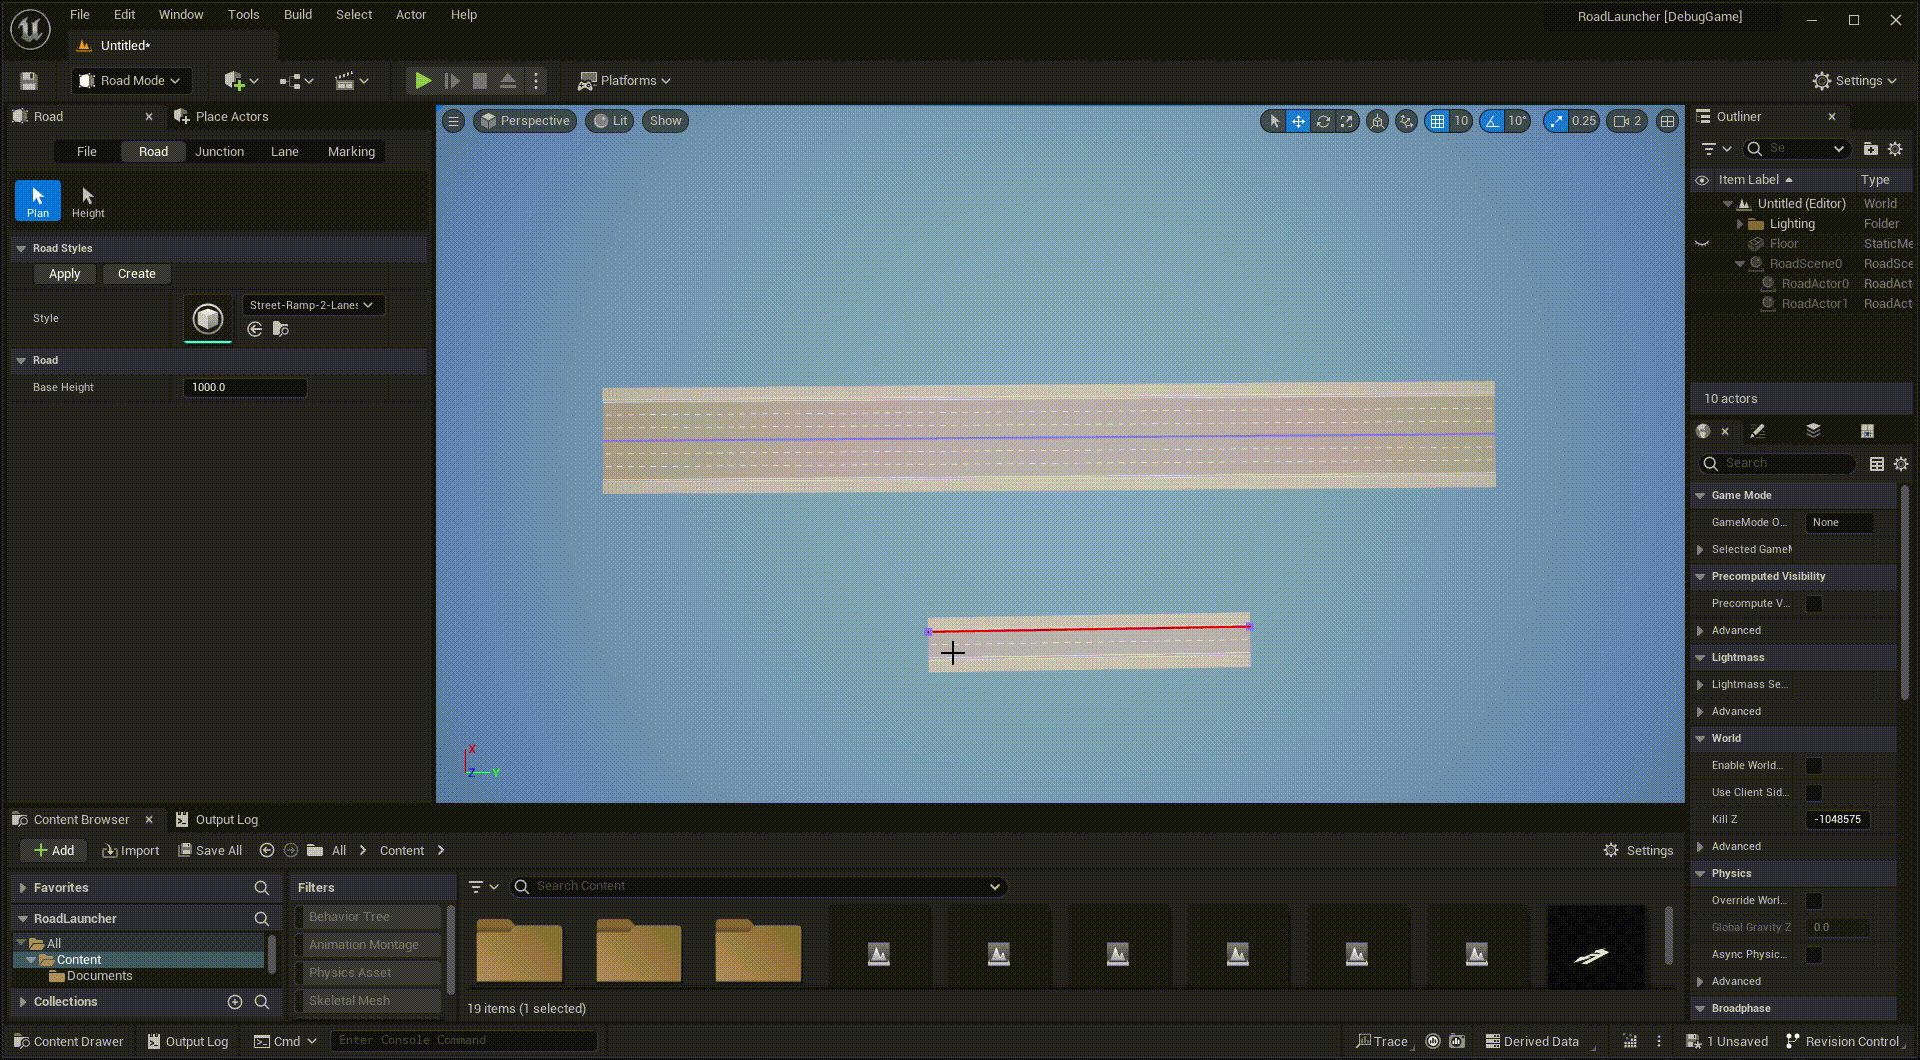 File Edit Window Tools Build Select Actor Help
RoadLauncher [DebugGame]
Untitled*
Road Mode
Platforms
Settings
Road
Place Actors
File Road Junction Lane Marking
Plan Height
Road Styles
Apply Create
Style
Street-Ramp-2-Lanes
Road
Base Height 1000.0
Perspective Lit Show
10 10° 0.25 2
X
Z Y
Outliner
Se
Item Label Type
Untitled (Editor) World
Lighting Folder
Floor StaticMe
RoadScene0 RoadSce
RoadActor0 RoadAct
RoadActor1 RoadAct
10 actors
Search
Game Mode
GameMode O... None
Selected GameM
Precomputed Visibility
Precompute V...
Advanced
Lightmass
Lightmass Se...
Advanced
World
Enable World...
Use Client Sid...
Kill Z -1048575
Advanced
Physics
Override Worl...
Global Gravity Z 0.0
Async Physic...
Advanced
Broadphase
Content Browser Output Log
Add Import Save All All Content Settings
Favorites
RoadLauncher
All
Content
Documents
Collections
Filters
Behavior Tree
Animation Montage
Physics Asset
Skeletal Mesh
Search Content
19 items (1 selected)
Content Drawer Output Log Cmd Enter Console Command Trace Derived Data 1 Unsaved Revision Control